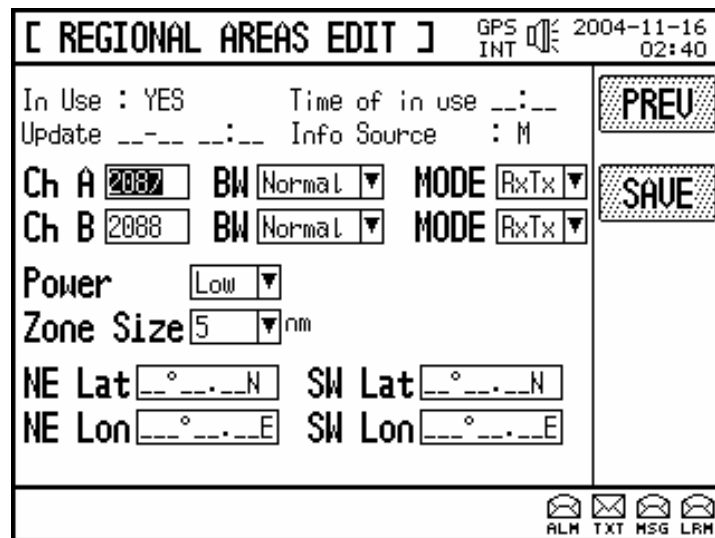 [ REGIONAL AREAS EDIT ] GPS INT 2004-11-16 02:40
In Use : YES Time of in use __:__
Update __-__ __:__ Info Source : M
PREV
Ch A 2087 BW Normal ▼ MODE RxTx ▼
SAVE
Ch B 2088 BW Normal ▼ MODE RxTx ▼
Power Low ▼
Zone Size 5 ▼ nm
NE Lat __°__.__N SW Lat __°__.__N
NE Lon ___°__.__E SW Lon ___°__.__E
ALM TXT MSG LRM